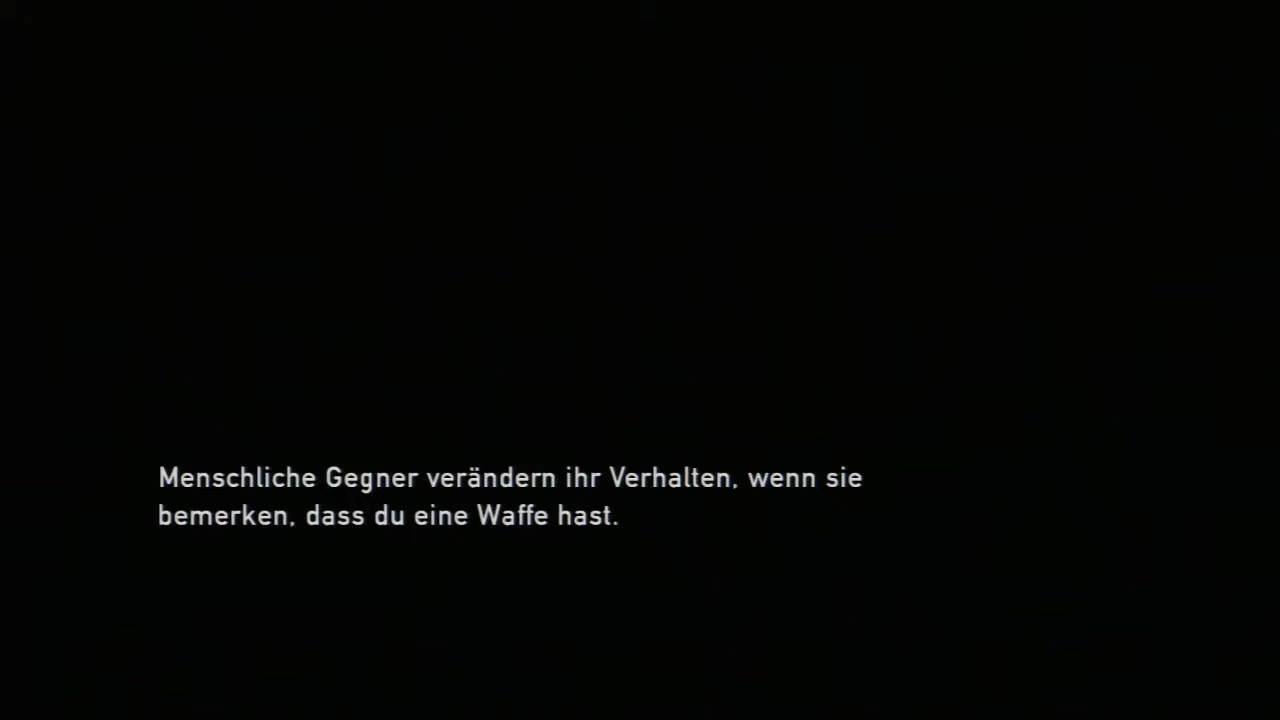 Menschliche Gegner verändern ihr Verhalten, wenn sie
bemerken, dass du eine Waffe hast.